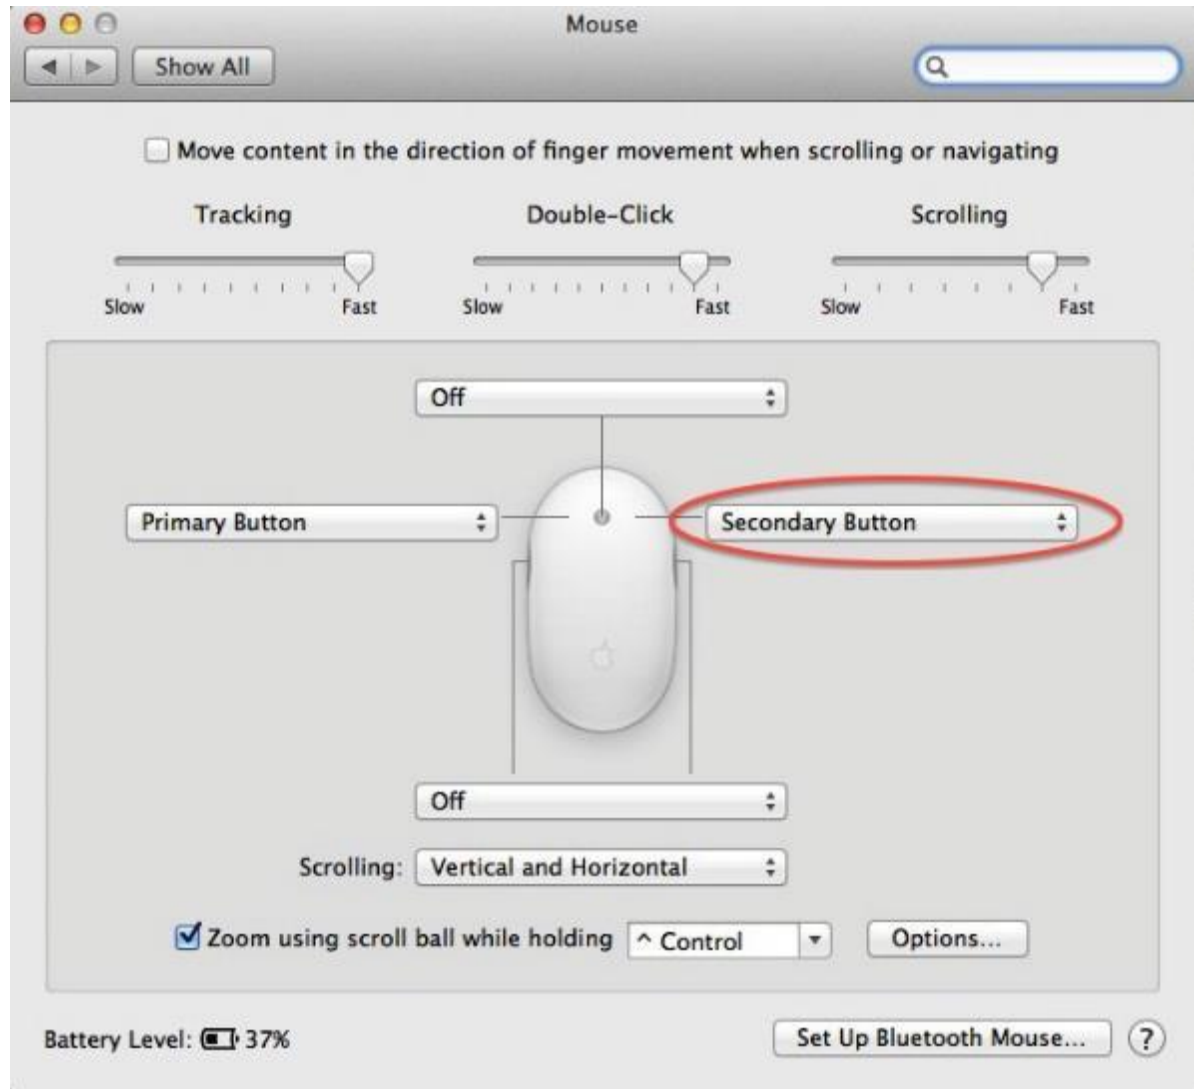 Mouse
Show All
Move content in the direction of finger movement when scrolling or navigating
Tracking Double-Click Scrolling
Slow Fast Slow Fast Slow Fast
Off
Primary Button Secondary Button
Off
Scrolling: Vertical and Horizontal
Zoom using scroll ball while holding ^ Control Options...
Battery Level: 37% Set Up Bluetooth Mouse... ?